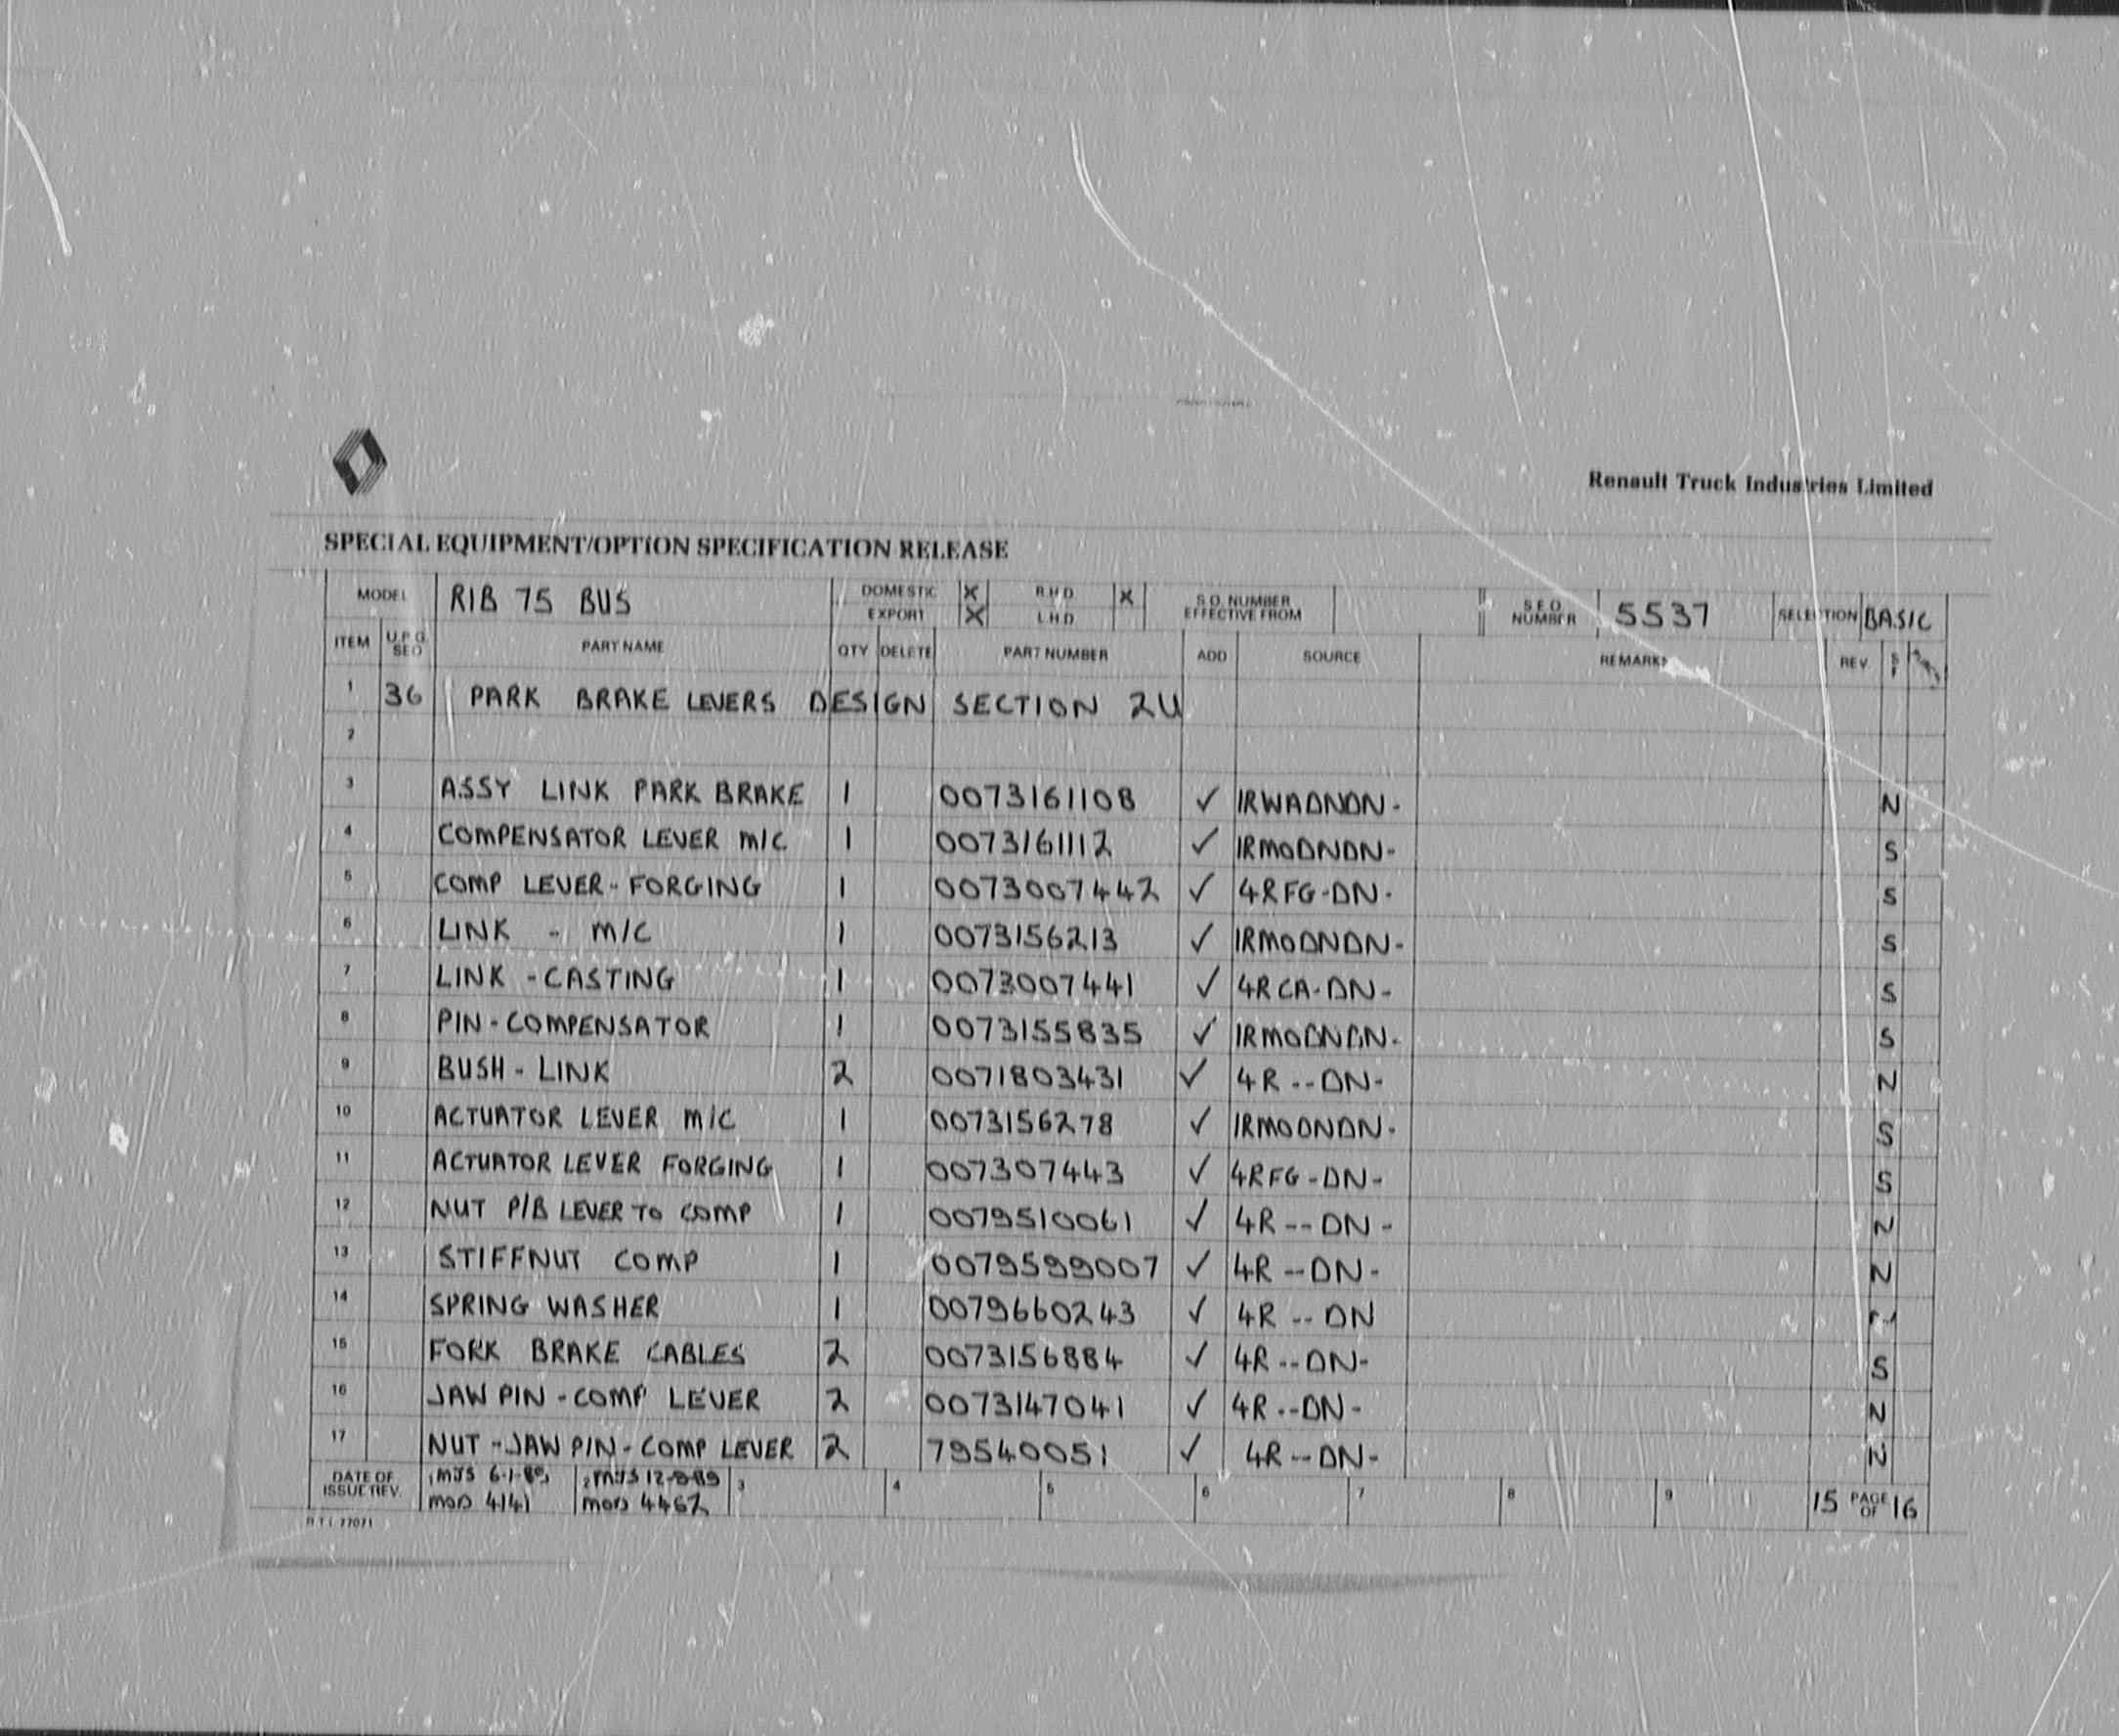 Renault Truck Industries Limited
SPECIAL EQUIPMENT/OPTION SPECIFICATION RELEASE
MODEL RIB 75 BUS DOMESTIC X R.H.D X S.O. NUMBER EFFECTIVE FROM S.E.O. NUMBER 5537 SELECTION BASIC
EXPORT X L.H.D
ITEM U.P.G. SEQ PART NAME QTY DELETE PART NUMBER ADD SOURCE REMARKS REV
1 36 PARK BRAKE LEVERS DESIGN SECTION 2U
2
3 ASSY LINK PARK BRAKE 1 0073161108 ✓ IRWADNDN- N
4 COMPENSATOR LEVER M/C 1 0073161112 ✓ IRMODNDN- S
5 COMP LEVER-FORGING 1 0073007442 ✓ 4RFG-DN- S
6 LINK - M/C 1 0073156213 ✓ IRMODNDN- S
7 LINK -CASTING 1 0073007441 ✓ 4RCA-DN- S
8 PIN-COMPENSATOR 1 0073155835 ✓ IRMODNDN- S
9 BUSH-LINK 2 0071803431 ✓ 4R--DN- N
10 ACTUATOR LEVER M/C 1 0073156278 ✓ IRMODNDN- S
11 ACTUATOR LEVER FORGING 1 007307443 ✓ 4RFG-DN- S
12 NUT P/B LEVER TO COMP 1 0079510061 ✓ 4R--DN- N
13 STIFFNUT COMP 1 0079599007 ✓ 4R--DN- N
14 SPRING WASHER 1 0079660243 ✓ 4R--DN
15 FORK BRAKE CABLES 2 0073156884 ✓ 4R--DN- S
16 JAW PIN-COMP LEVER 2 0073147041 ✓ 4R--DN- N
17 NUT-JAW PIN-COMP LEVER 2 79540051 ✓ 4R--DN- N
DATE OF ISSUE/REV. 1 MJS MOD 4141 2 MJS MOD 4462 3 4 5 6 7 8 9 15 PAGE OF 16
R.T.I. 77071